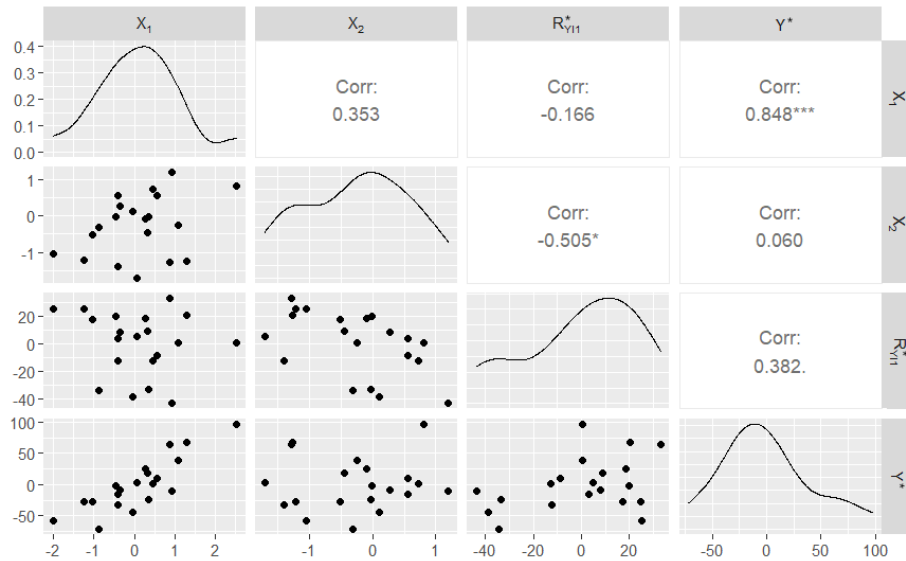 X₁ X₂ R*YI1 Y*
0.4
0.3
0.2
0.1
0.0
Corr:
0.353
Corr:
-0.166
Corr:
0.848***
X₁
1
0
-1
Corr:
-0.505*
Corr:
0.060
X₂
20
0
-20
-40
Corr:
0.382.
R*YI1
100
50
0
-50
Y*
-2 -1 0 1 2 -1 0 1 -40 -20 0 20 -50 0 50 100